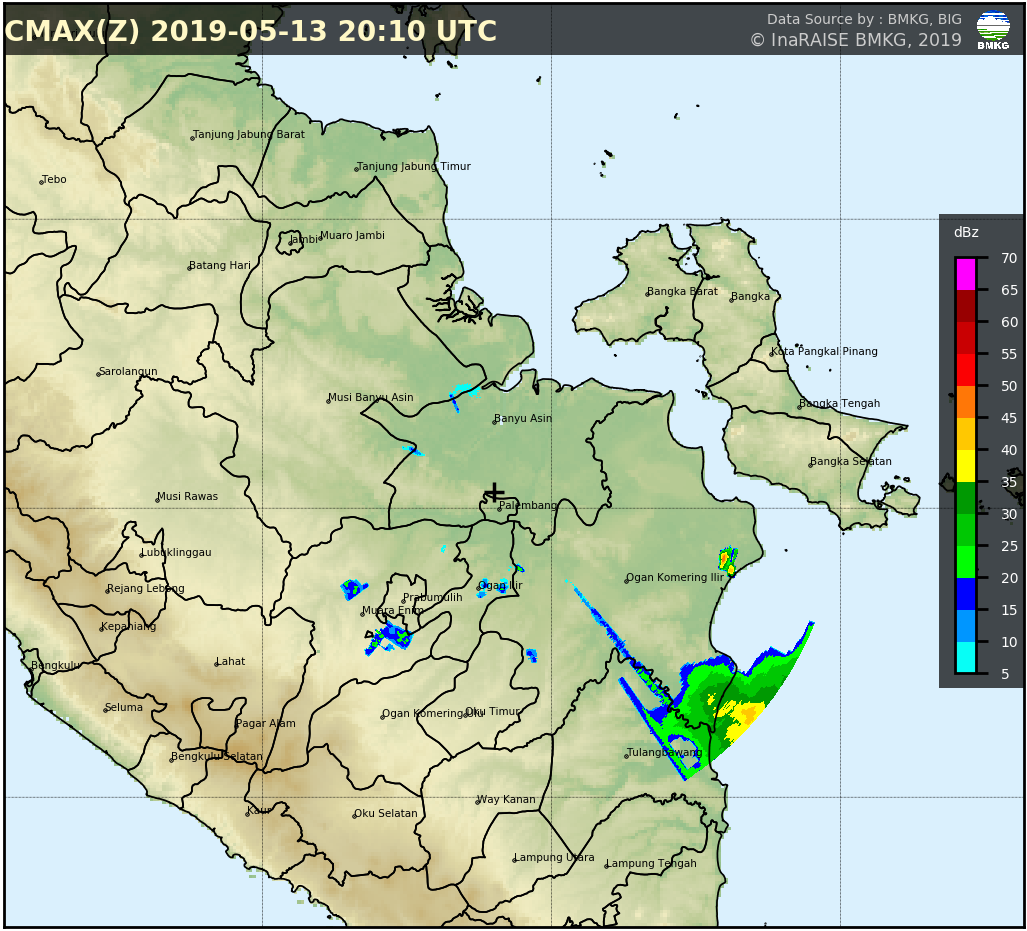 CMAX(Z) 2019-05-13 20:10 UTC
Data Source by : BMKG, BIG
© InaRAISE BMKG, 2019
BMKG
Tanjung Jabung Barat
Tanjung Jabung Timur
Tebo
Jambi
Muaro Jambi
Batang Hari
Bangka Barat
Bangka
Kota Pangkal Pinang
Sarolangun
Musi Banyu Asin
Bangka Tengah
Banyu Asin
Bangka Selatan
Musi Rawas
Palembang
Lubuklinggau
Rejang Lebong
Ogan Ilir
Ogan Komering Ilir
Prabumulih
Muara Enim
Kepahiang
Bengkulu
Lahat
Seluma
Ogan Komering Ulu
Oku Timur
Pagar Alam
Bengkulu Selatan
Tulangbawang
Kaur
Oku Selatan
Way Kanan
Lampung Utara
Lampung Tengah
dBz
70
65
60
55
50
45
40
35
30
25
20
15
10
5